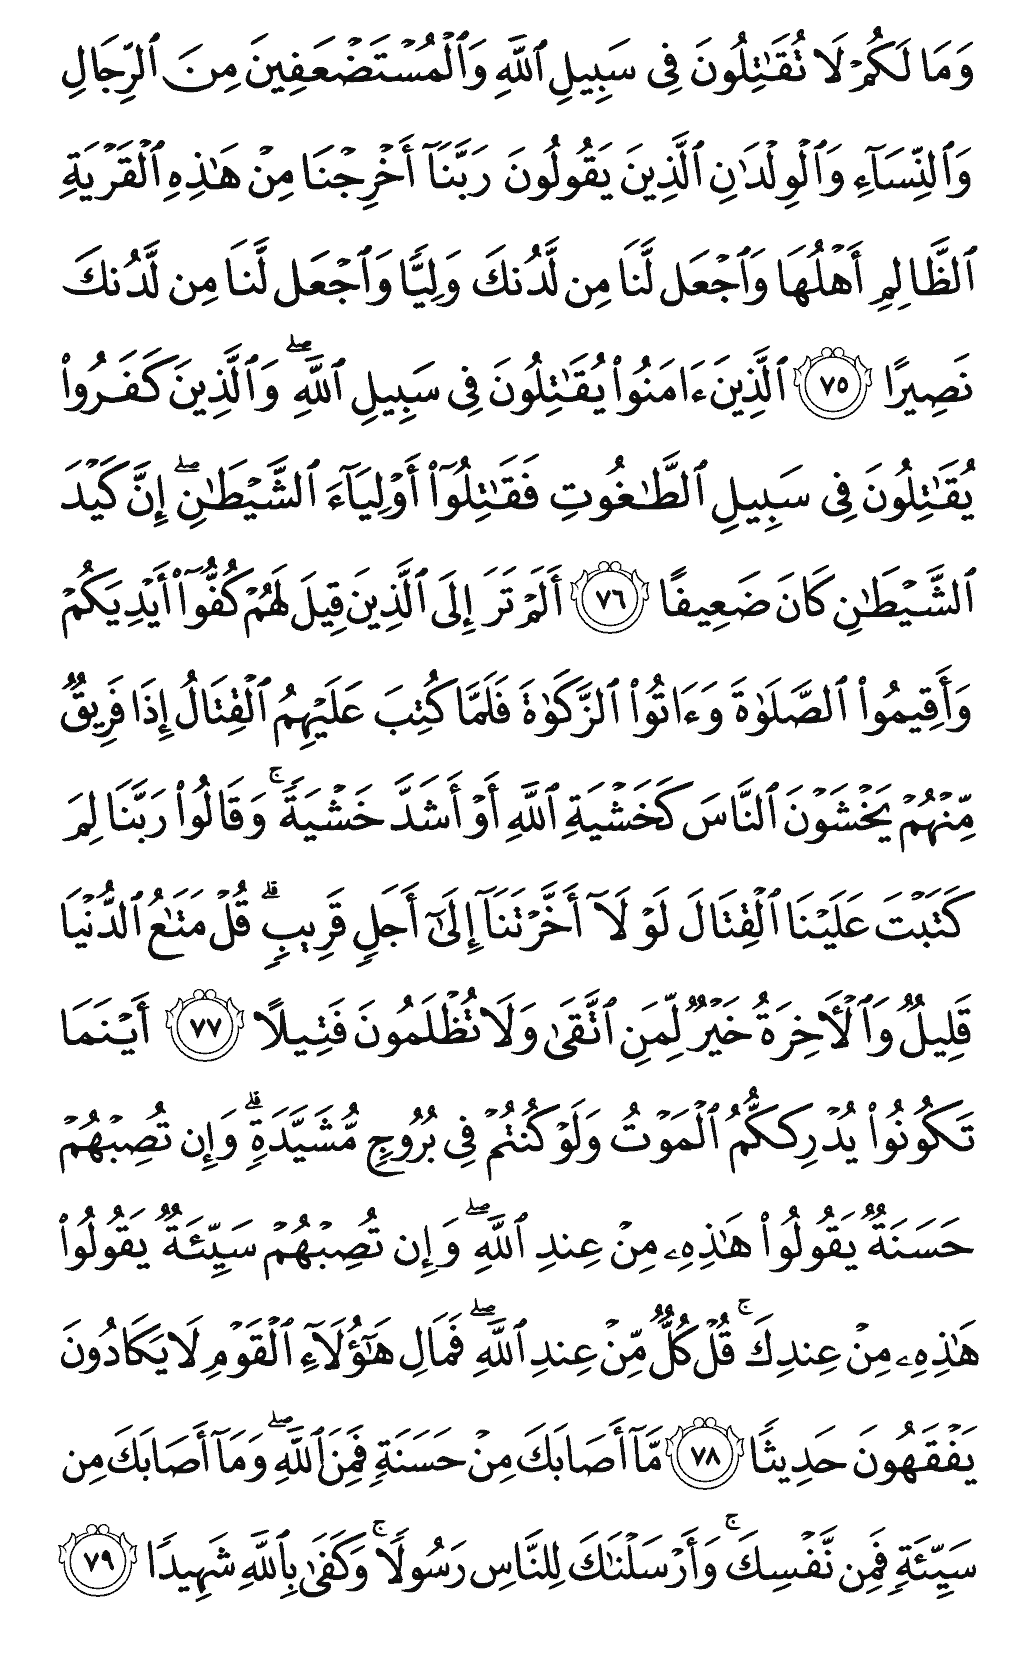 وَمَا لَكُمْ لَا تُقَٰتِلُونَ فِى سَبِيلِ ٱللَّهِ وَٱلْمُسْتَضْعَفِينَ مِنَ ٱلرِّجَالِ
وَٱلنِّسَآءِ وَٱلْوِلْدَٰنِ ٱلَّذِينَ يَقُولُونَ رَبَّنَآ أَخْرِجْنَا مِنْ هَٰذِهِ ٱلْقَرْيَةِ
ٱلظَّالِمِ أَهْلُهَا وَٱجْعَل لَّنَا مِن لَّدُنكَ وَلِيًّا وَٱجْعَل لَّنَا مِن لَّدُنكَ
نَصِيرًا ٧٥ ٱلَّذِينَ ءَامَنُوا۟ يُقَٰتِلُونَ فِى سَبِيلِ ٱللَّهِ ۖ وَٱلَّذِينَ كَفَرُوا۟
يُقَٰتِلُونَ فِى سَبِيلِ ٱلطَّٰغُوتِ فَقَٰتِلُوٓا۟ أَوْلِيَآءَ ٱلشَّيْطَٰنِ ۖ إِنَّ كَيْدَ
ٱلشَّيْطَٰنِ كَانَ ضَعِيفًا ٧٦ أَلَمْ تَرَ إِلَى ٱلَّذِينَ قِيلَ لَهُمْ كُفُّوٓا۟ أَيْدِيَكُمْ
وَأَقِيمُوا۟ ٱلصَّلَوٰةَ وَءَاتُوا۟ ٱلزَّكَوٰةَ فَلَمَّا كُتِبَ عَلَيْهِمُ ٱلْقِتَالُ إِذَا فَرِيقٌ
مِّنْهُمْ يَخْشَوْنَ ٱلنَّاسَ كَخَشْيَةِ ٱللَّهِ أَوْ أَشَدَّ خَشْيَةً ۚ وَقَالُوا۟ رَبَّنَا لِمَ
كَتَبْتَ عَلَيْنَا ٱلْقِتَالَ لَوْلَآ أَخَّرْتَنَآ إِلَىٰٓ أَجَلٍ قَرِيبٍ ۗ قُلْ مَتَٰعُ ٱلدُّنْيَا
قَلِيلٌ وَٱلْءَاخِرَةُ خَيْرٌ لِّمَنِ ٱتَّقَىٰ وَلَا تُظْلَمُونَ فَتِيلًا ٧٧ أَيْنَمَا
تَكُونُوا۟ يُدْرِككُّمُ ٱلْمَوْتُ وَلَوْ كُنتُمْ فِى بُرُوجٍ مُّشَيَّدَةٍ ۗ وَإِن تُصِبْهُمْ
حَسَنَةٌ يَقُولُوا۟ هَٰذِهِۦ مِنْ عِندِ ٱللَّهِ ۖ وَإِن تُصِبْهُمْ سَيِّئَةٌ يَقُولُوا۟
هَٰذِهِۦ مِنْ عِندِكَ ۚ قُلْ كُلٌّ مِّنْ عِندِ ٱللَّهِ ۖ فَمَالِ هَٰٓؤُلَآءِ ٱلْقَوْمِ لَا يَكَادُونَ
يَفْقَهُونَ حَدِيثًا ٧٨ مَّآ أَصَابَكَ مِنْ حَسَنَةٍ فَمِنَ ٱللَّهِ ۖ وَمَآ أَصَابَكَ مِن
سَيِّئَةٍ فَمِن نَّفْسِكَ ۚ وَأَرْسَلْنَٰكَ لِلنَّاسِ رَسُولًا ۚ وَكَفَىٰ بِٱللَّهِ شَهِيدًا ٧٩